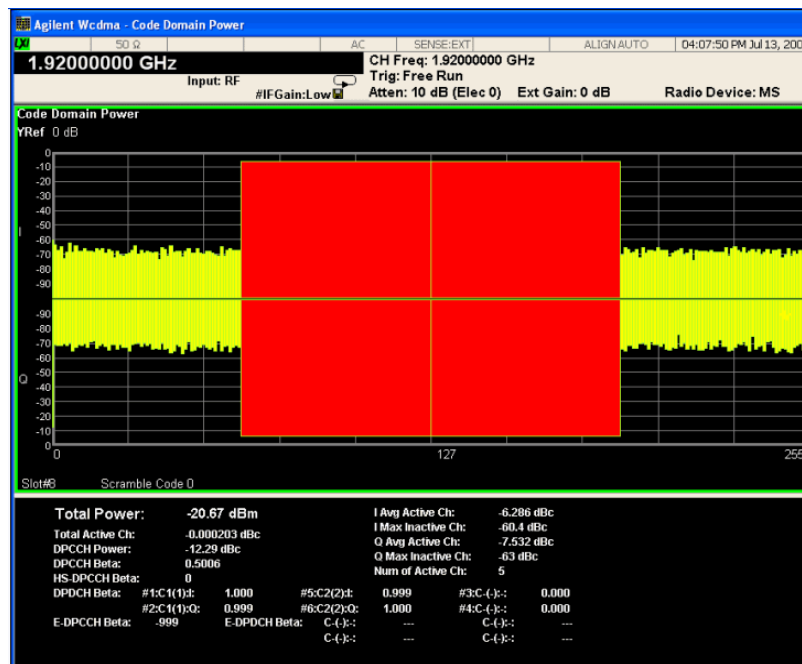 Agilent Wcdma - Code Domain Power
LXI 50 Ω AC SENSE:EXT ALIGN AUTO 04:07:50 PM Jul 13, 200
1.92000000 GHz CH Freq: 1.92000000 GHz
Input: RF Trig: Free Run
#IFGain:Low Atten: 10 dB (Elec 0) Ext Gain: 0 dB Radio Device: MS
Code Domain Power
YRef 0 dB
0
-10
-20
-30
-40
-50
I -60
-70
-80
-90
-90
-80
-70
-60
Q -50
-40
-30
-20
-10
0
0 127 255
Slot#8 Scramble Code 0
Total Power: -20.67 dBm I Avg Active Ch: -6.286 dBc
Total Active Ch: -0.000203 dBc I Max Inactive Ch: -60.4 dBc
DPCCH Power: -12.29 dBc Q Avg Active Ch: -7.532 dBc
DPCCH Beta: 0.5006 Q Max Inactive Ch: -63 dBc
HS-DPCCH Beta: 0 Num of Active Ch: 5
DPDCH Beta: #1:C1(1):I: 1.000 #5:C2(2):I: 0.999 #3:C-(-):-: 0.000
#2:C1(1):Q: 0.999 #6:C2(2):Q: 1.000 #4:C-(-):-: 0.000
E-DPCCH Beta: -999 E-DPDCH Beta: C-(-):-: --- C-(-):-: ---
C-(-):-: --- C-(-):-: ---